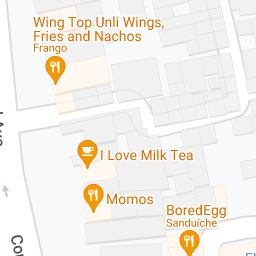 Wing Top Unli Wings,
Fries and Nachos
Frango
I Love Milk Tea
Momos
BoredEgg
Sanduíche